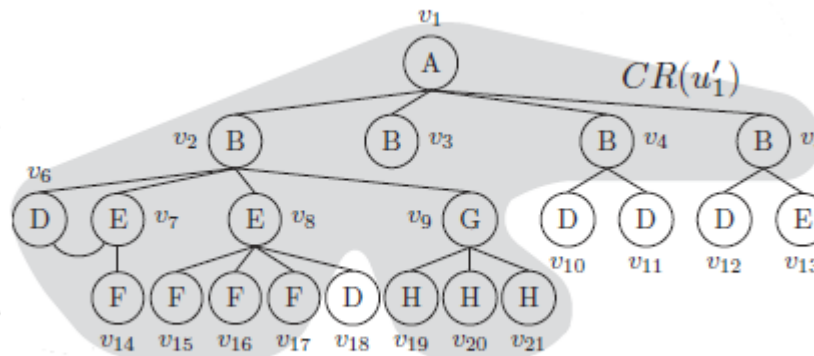 v₁
A
CR(u′₁)
v₂ B B v₃ B v₄ B v
v₆
D E v₇ E v₈ v₉ G D D D E
v₁₀ v₁₁ v₁₂ v₁₃
F F F F D H H H
v₁₄ v₁₅ v₁₆ v₁₇ v₁₈ v₁₉ v₂₀ v₂₁